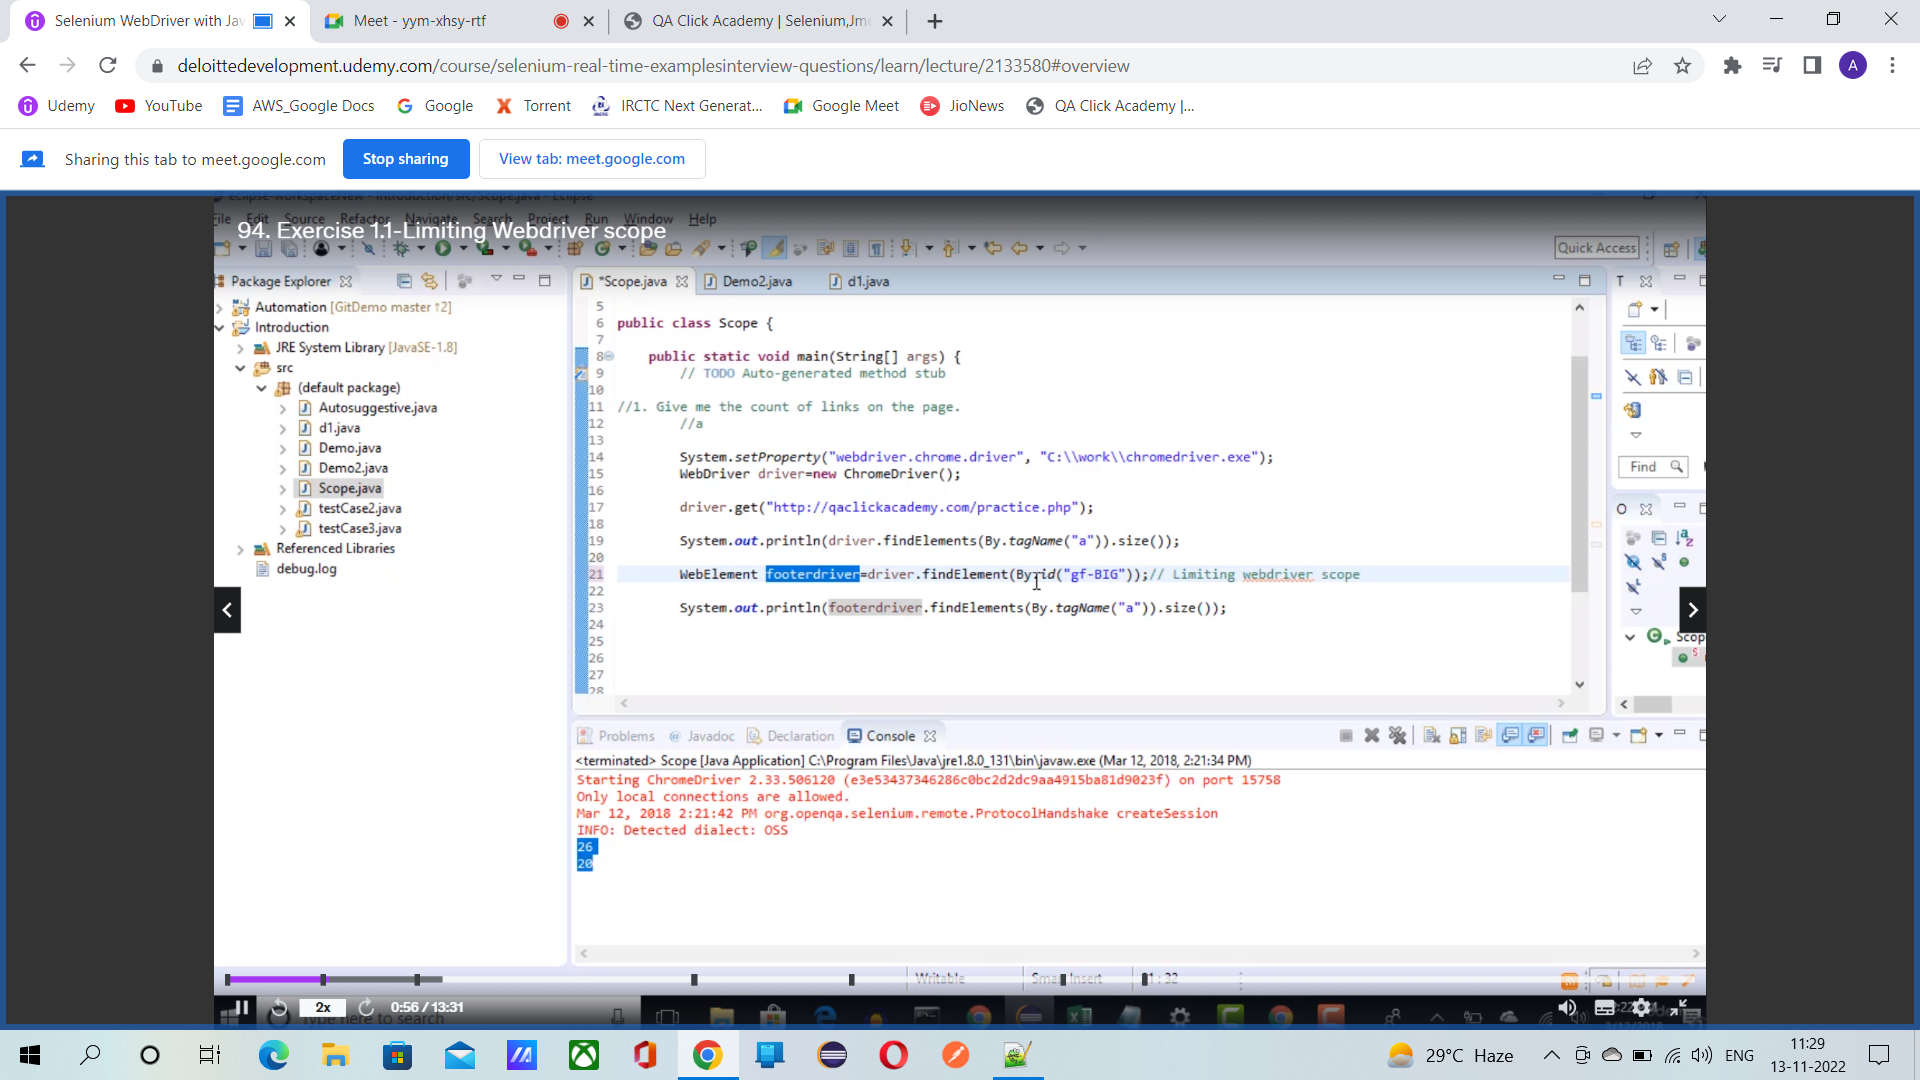 Selenium WebDriver with Jav
Meet - yym-xhsy-rtf
QA Click Academy | Selenium,Jme
deloittedevelopment.udemy.com/course/selenium-real-time-examplesinterview-questions/learn/lecture/2133580#overview
A
Udemy
YouTube
AWS_Google Docs
Google
Torrent
IRCTC Next Generat...
Google Meet
JioNews
QA Click Academy |...
Sharing this tab to meet.google.com
Stop sharing
View tab: meet.google.com
File Edit Source Refactor Navigate Search Project Run Window Help
94. Exercise 1.1-Limiting Webdriver scope
Quick Access
Package Explorer
*Scope.java
Demo2.java
d1.java
T
Automation [GitDemo master ↑2]
Introduction
JRE System Library [JavaSE-1.8]
src
(default package)
Autosuggestive.java
d1.java
Demo.java
Demo2.java
Scope.java
testCase2.java
testCase3.java
Referenced Libraries
debug.log
5
6 public class Scope {
7
8 public static void main(String[] args) {
9 // TODO Auto-generated method stub
10
11 //1. Give me the count of links on the page.
12 //a
13
14 System.setProperty("webdriver.chrome.driver", "C:\\work\\chromedriver.exe");
15 WebDriver driver=new ChromeDriver();
16
17 driver.get("http://qaclickacademy.com/practice.php");
18
19 System.out.println(driver.findElements(By.tagName("a")).size());
20
21 WebElement footerdriver=driver.findElement(By.id("gf-BIG"));// Limiting webdriver scope
22
23 System.out.println(footerdriver.findElements(By.tagName("a")).size());
24
25
26
27
28
Find
O
Scop
Problems
@ Javadoc
Declaration
Console
<terminated> Scope [Java Application] C:\Program Files\Java\jre1.8.0_131\bin\javaw.exe (Mar 12, 2018, 2:21:34 PM)
Starting ChromeDriver 2.33.506120 (e3e53437346286c0bc2d2dc9aa4915ba81d9023f) on port 15758
Only local connections are allowed.
Mar 12, 2018 2:21:42 PM org.openqa.selenium.remote.ProtocolHandshake createSession
INFO: Detected dialect: OSS
26
20
Writable
Smart Insert
2x
0:56 / 13:31
Type here to search
29°C Haze
ENG
11:29
13-11-2022